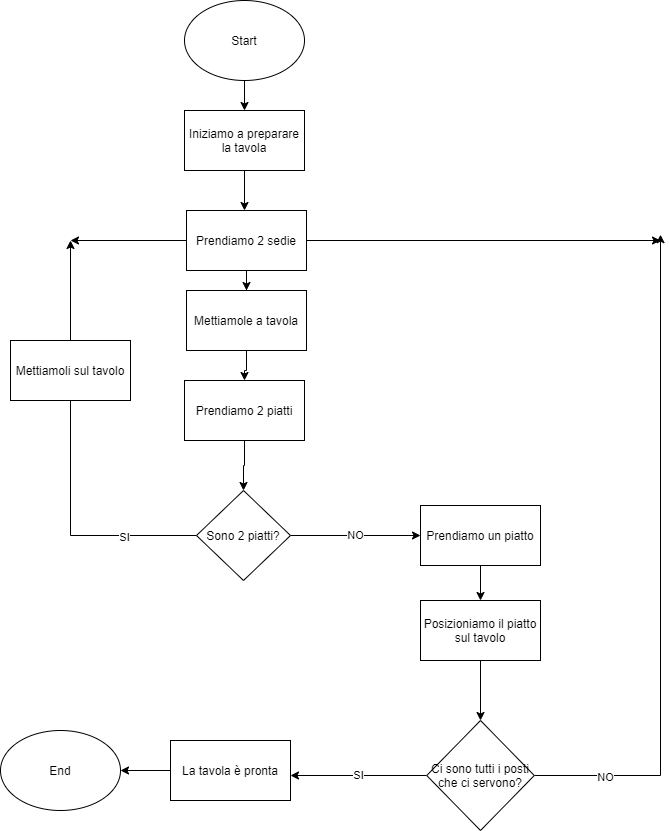 Start
Iniziamo a preparare
la tavola
Prendiamo 2 sedie
Mettiamole a tavola
Mettiamoli sul tavolo
Prendiamo 2 piatti
Sono 2 piatti?
SI
NO
Prendiamo un piatto
Posizioniamo il piatto
sul tavolo
Ci sono tutti i posti
che ci servono?
NO
SI
La tavola è pronta
End